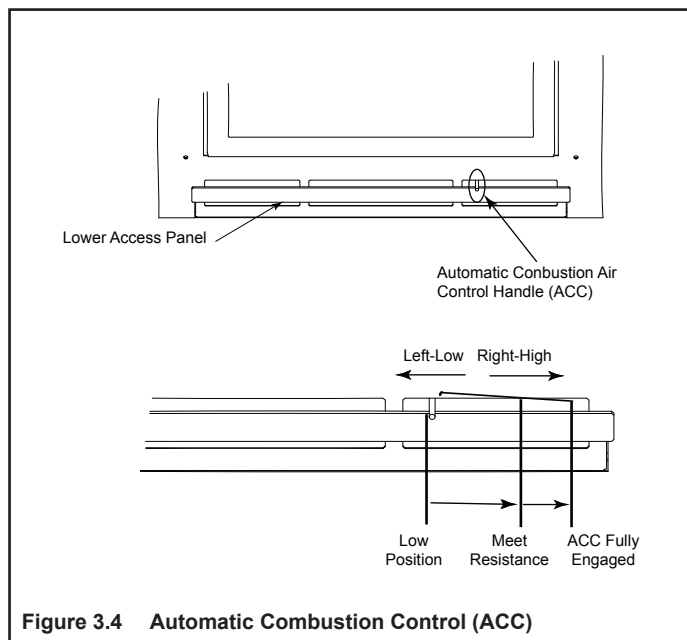 Lower Access Panel
Automatic Conbustion Air
Control Handle (ACC)
Left-Low Right-High
Low
Position
Meet
Resistance
ACC Fully
Engaged
Figure 3.4 Automatic Combustion Control (ACC)